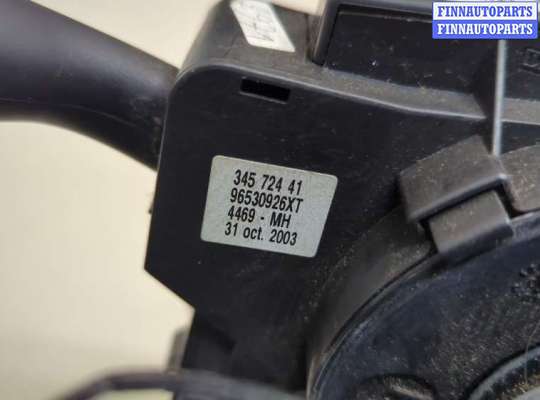 FINNAUTOPARTS
FINNAUTOPARTS
345 724 41
96530926XT
4469 - MH
31 oct. 2003